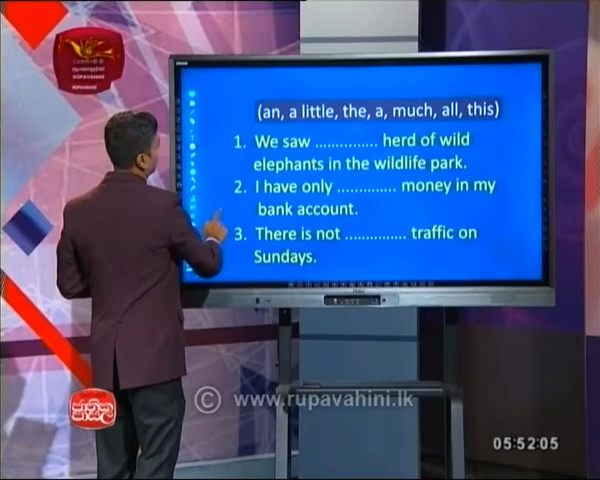 RUPAVAHINI
(an, a little, the, a, much, all, this)
1. We saw ............... herd of wild
elephants in the wildlife park.
2. I have only .............. money in my
bank account.
3. There is not .............. traffic on
Sundays.
© www.rupavahini.lk
05:52:05